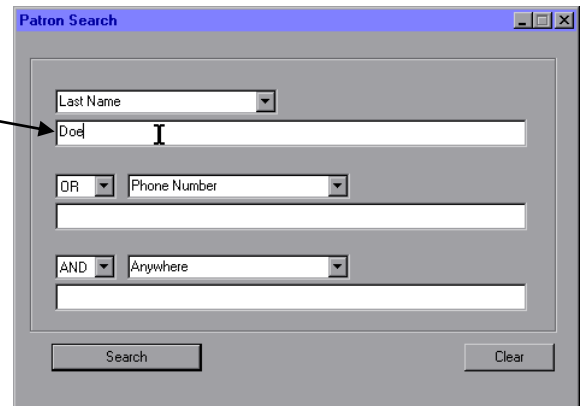 Patron Search
Last Name
Doe
OR Phone Number
AND Anywhere
Search Clear